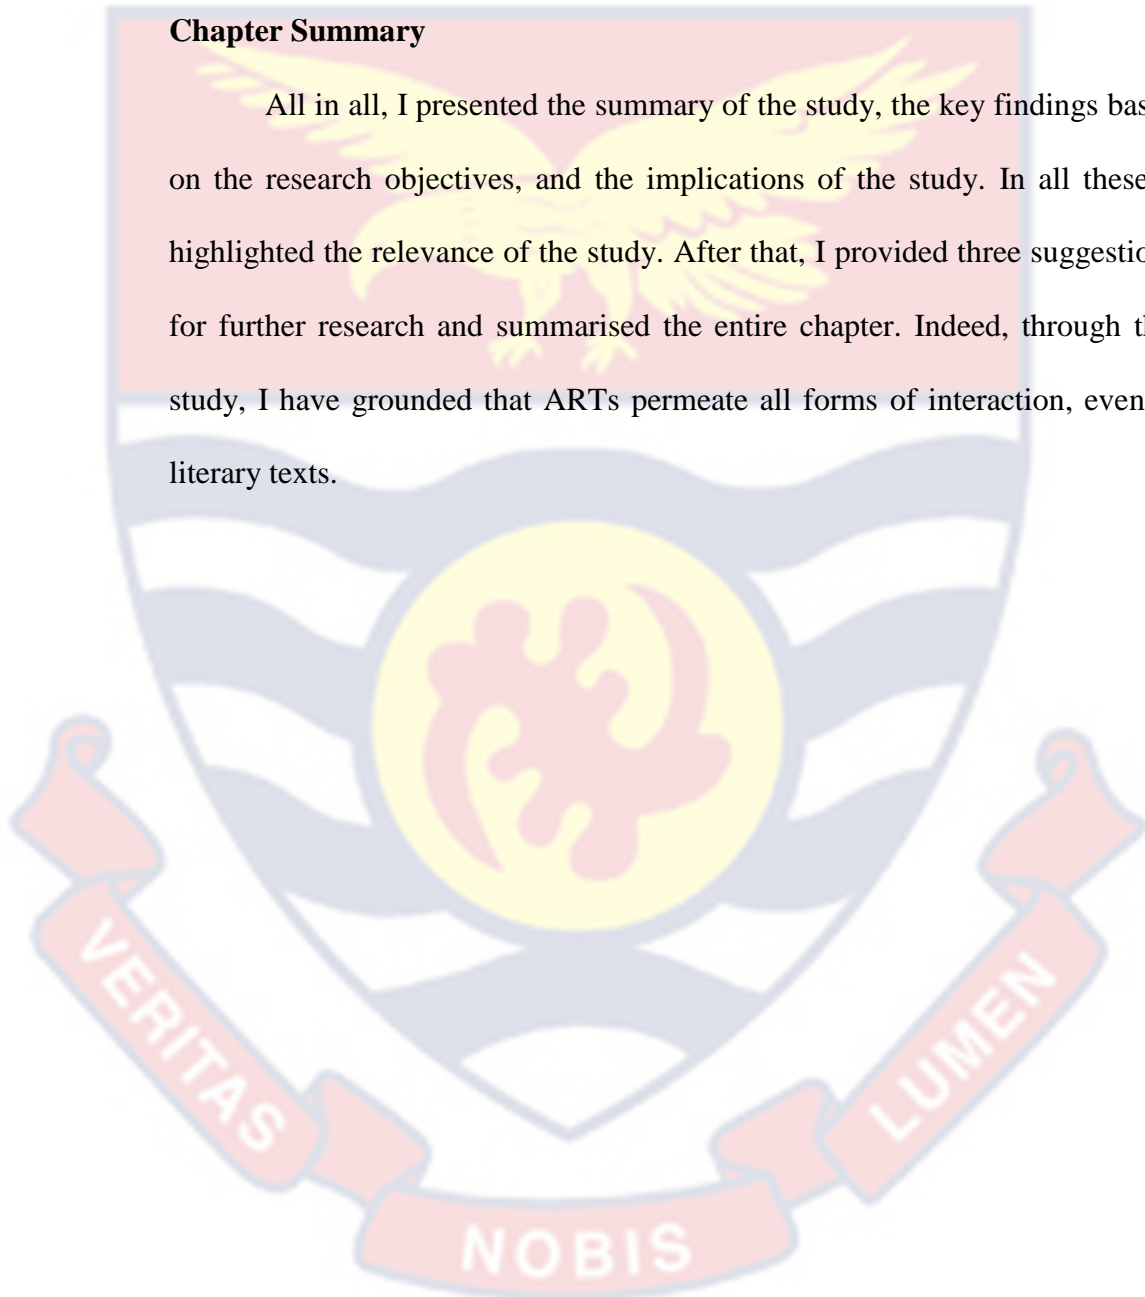 Chapter Summary
All in all, I presented the summary of the study, the key findings bas
on the research objectives, and the implications of the study. In all these
highlighted the relevance of the study. After that, I provided three suggestio
for further research and summarised the entire chapter. Indeed, through t
study, I have grounded that ARTs permeate all forms of interaction, even
literary texts.
VERITAS
NOBIS
LUMEN